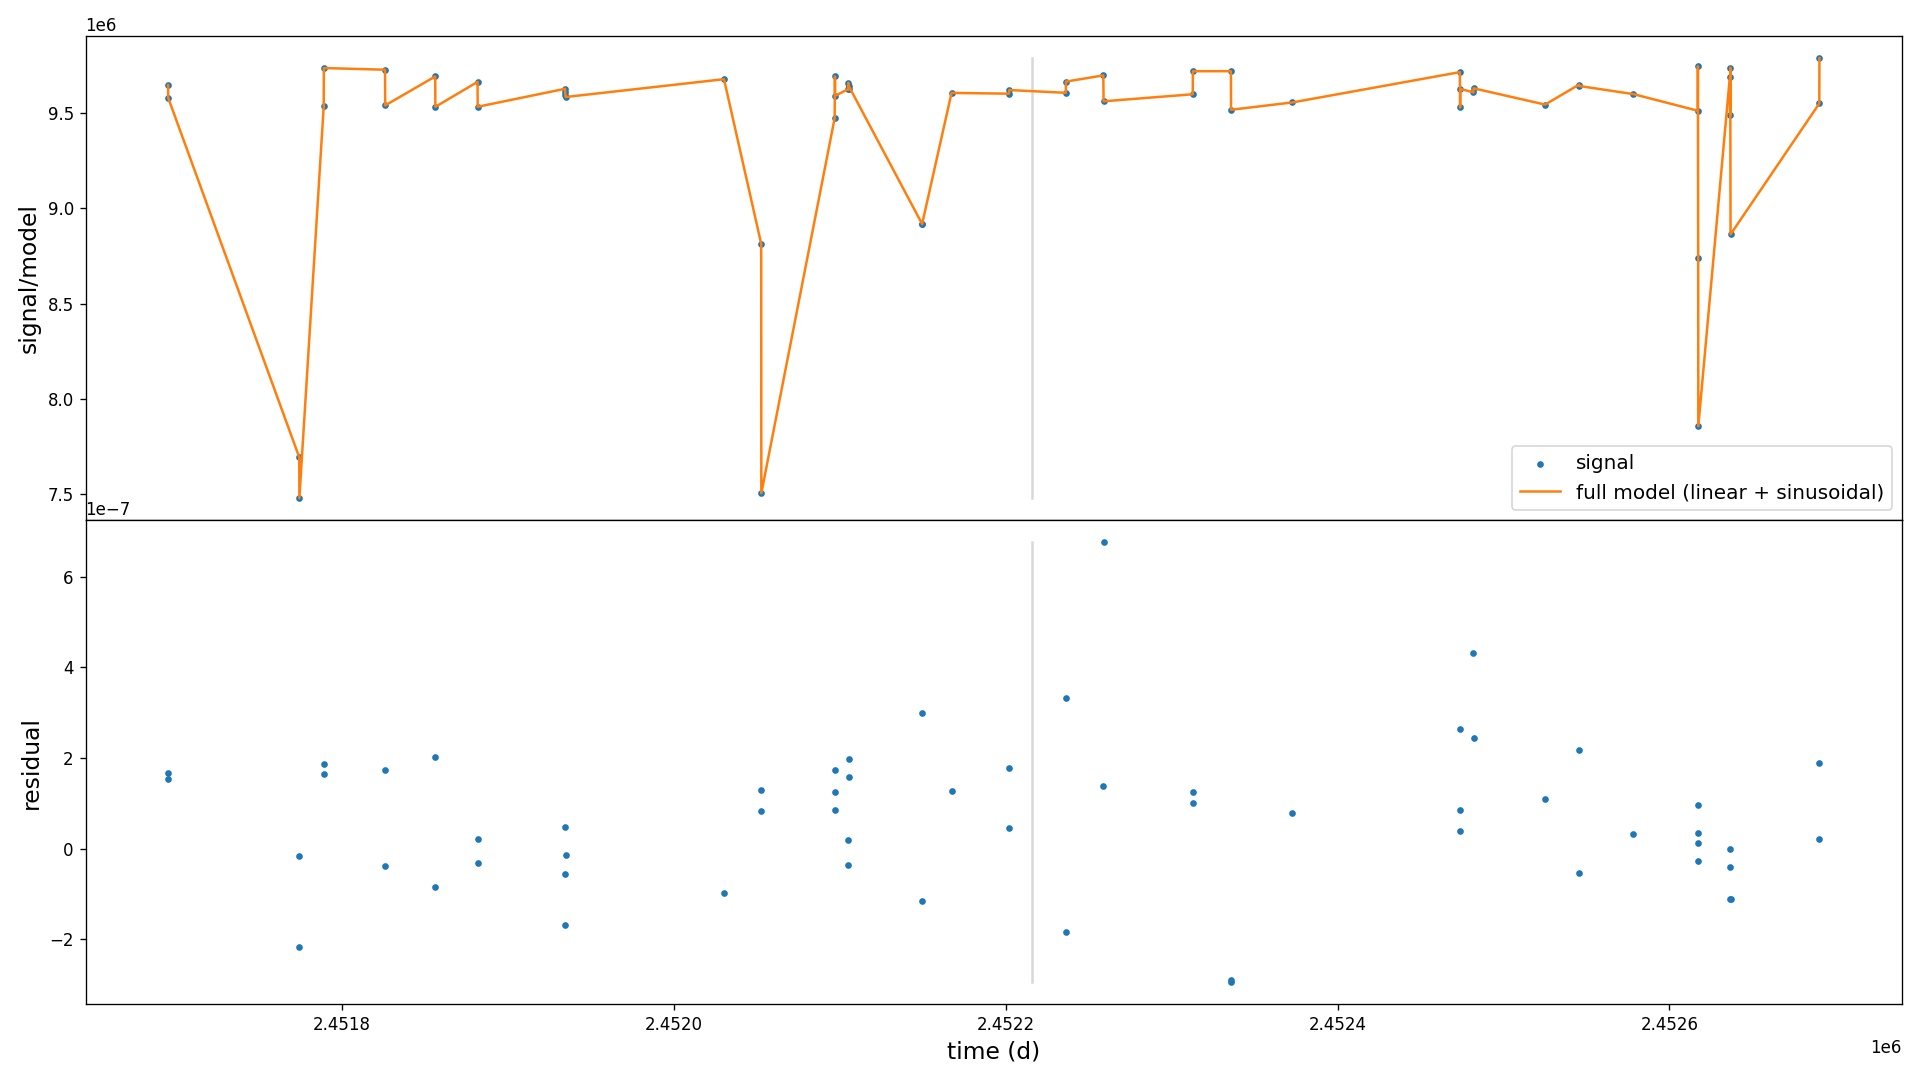 1e6
9.5
9.0
8.5
8.0
7.5
signal/model
signal
full model (linear + sinusoidal)
1e−7
6
4
2
0
−2
residual
2.4518
2.4520
2.4522
2.4524
2.4526
time (d)
1e6